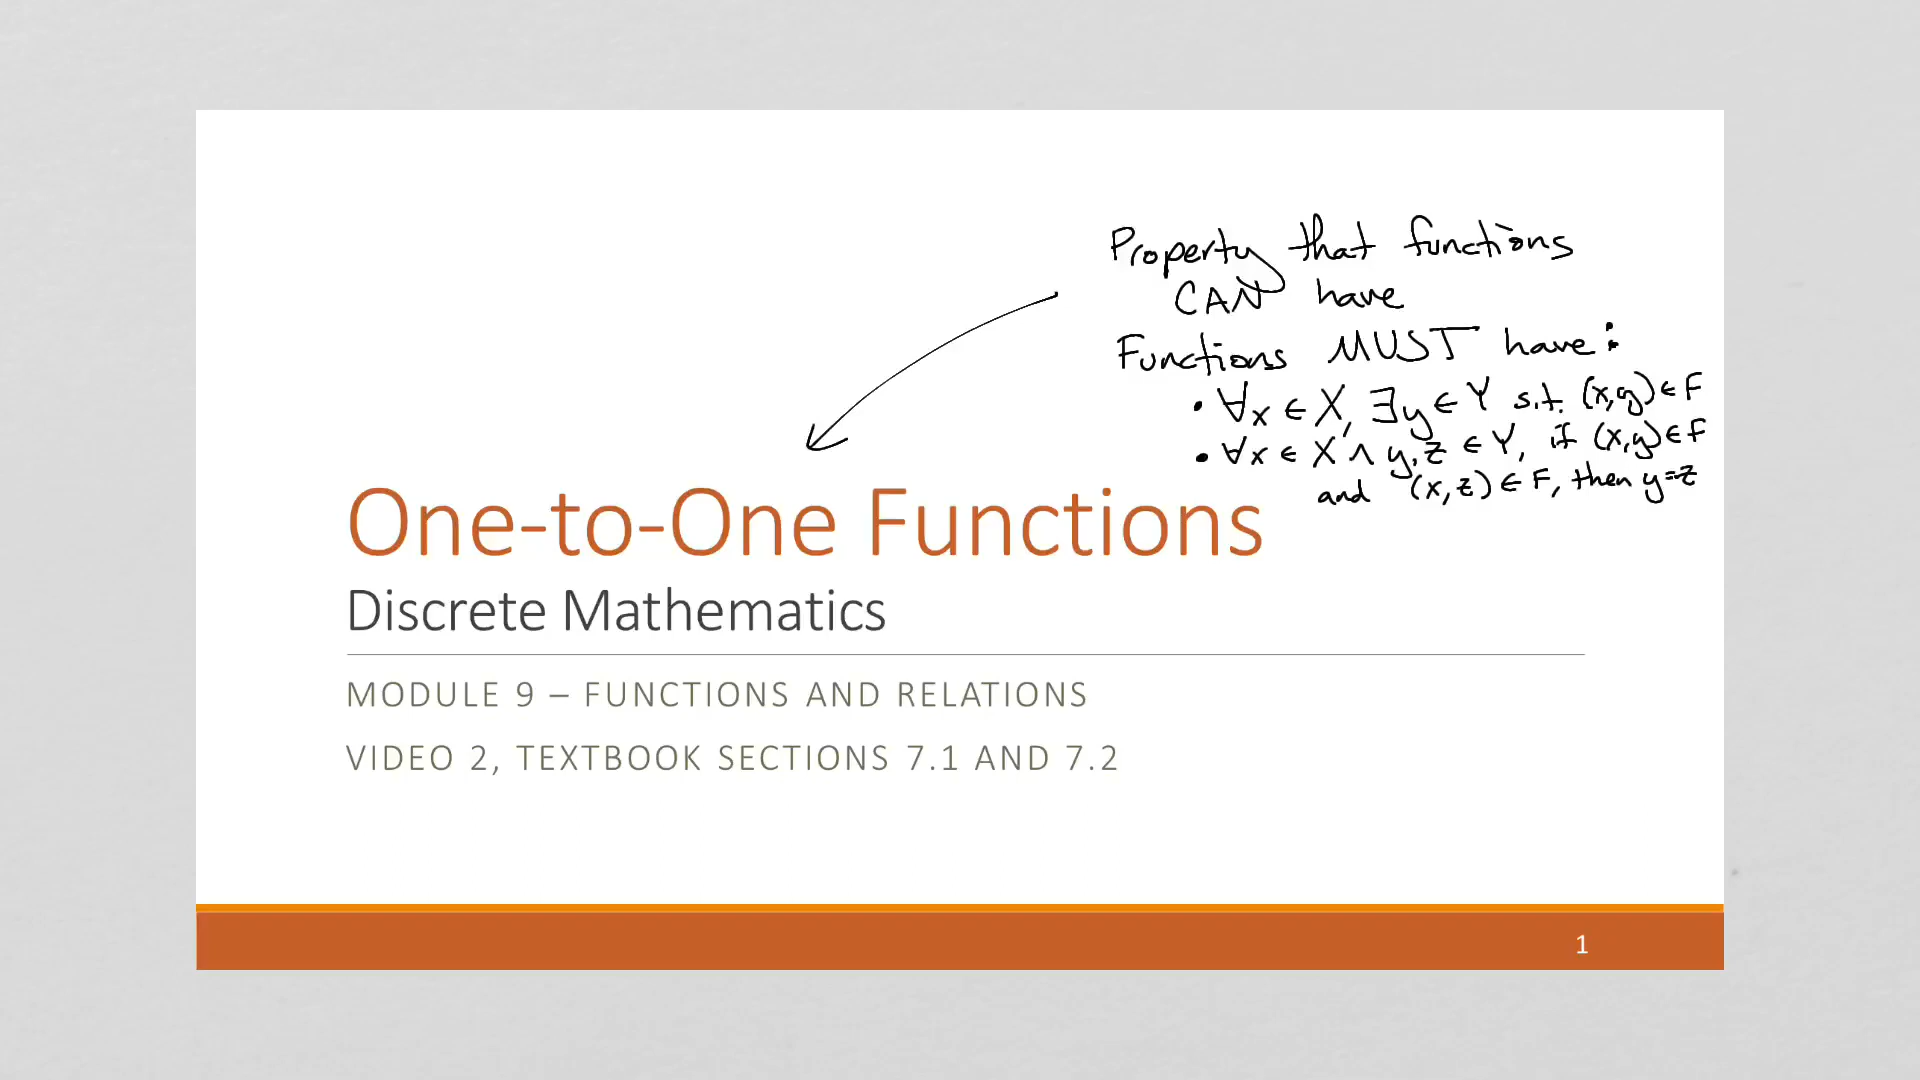 Property that functions
CAN have
Functions MUST have:
• ∀x ∈ X, ∃y ∈ Y s.t. (x,y) ∈ F
• ∀x ∈ X ∧ y,z ∈ Y, if (x,y) ∈ F
and (x,z) ∈ F, then y=z
One-to-One Functions
Discrete Mathematics
MODULE 9 – FUNCTIONS AND RELATIONS
VIDEO 2, TEXTBOOK SECTIONS 7.1 AND 7.2
1